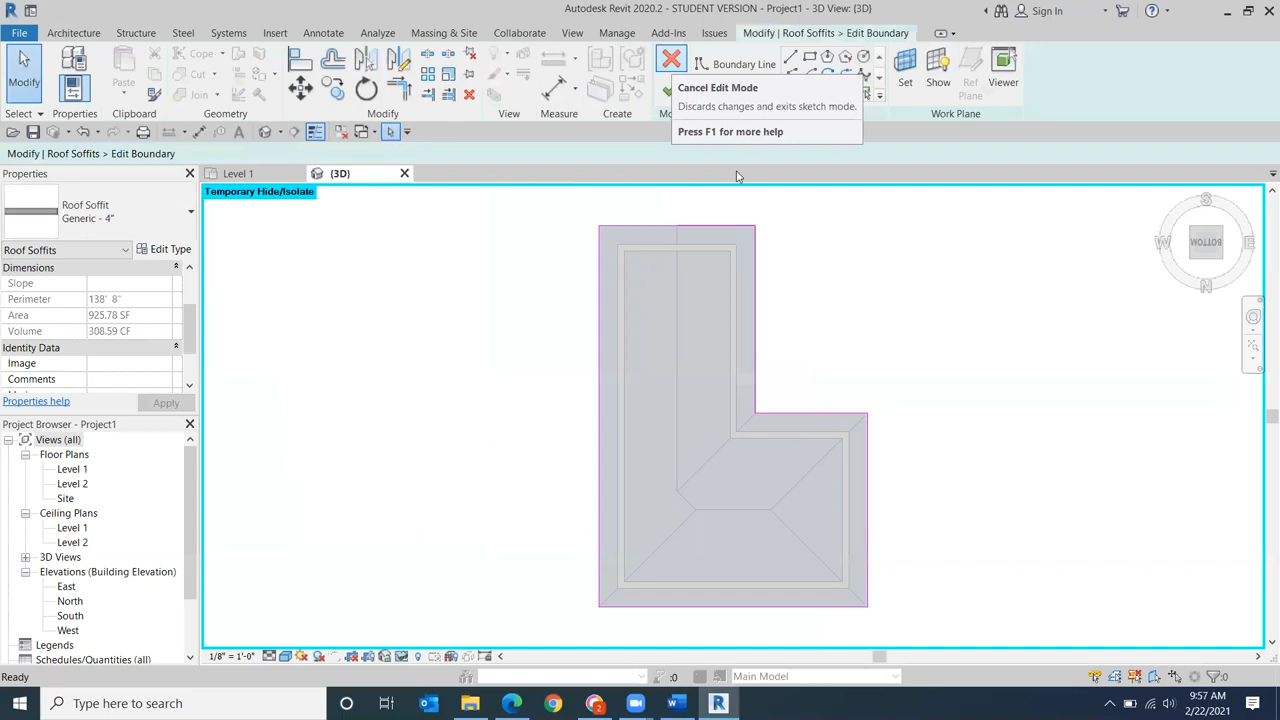 Autodesk Revit 2020.2 - STUDENT VERSION - Project1 - 3D View: {3D}
Sign In
File Architecture Structure Steel Systems Insert Annotate Analyze Massing & Site Collaborate View Manage Add-Ins Issues Modify | Roof Soffits > Edit Boundary
Modify
Properties
Paste
Cope
Cut
Join
Boundary Line
Set
Show
Ref Plane
Viewer
Select Properties Clipboard Geometry Modify View Measure Create Work Plane
Cancel Edit Mode
Discards changes and exits sketch mode.
Press F1 for more help
Modify | Roof Soffits > Edit Boundary
Properties
Level 1
{3D}
Temporary Hide/Isolate
Roof Soffit
Generic - 4"
Roof Soffits
Edit Type
Dimensions
Slope
Perimeter 138' 8"
Area 925.78 SF
Volume 308.59 CF
Identity Data
Image
Comments
Properties help
Apply
Project Browser - Project1
Views (all)
Floor Plans
Level 1
Level 2
Site
Ceiling Plans
Level 1
Level 2
3D Views
Elevations (Building Elevation)
East
North
South
West
Legends
Schedules/Quantities (all)
S
W
BOTTOM
E
N
1/8" = 1'-0"
Ready
:0
Main Model
:0
Type here to search
2
9:57 AM
2/22/2021